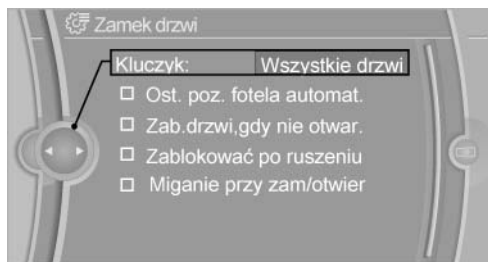 Zamek drzwi
Kluczyk: Wszystkie drzwi
Ost. poz. fotela automat.
Zab.drzwi,gdy nie otwar.
Zablokować po ruszeniu
Miganie przy zam/otwier